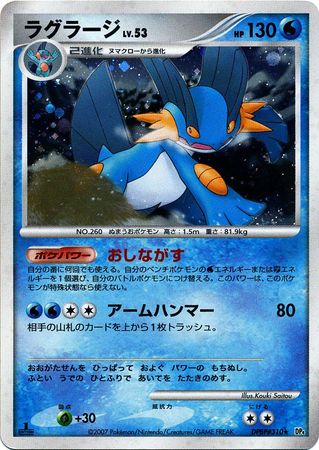 ラグラージ LV.53
HP 130
2進化 ヌマクローから進化
NO.260 ぬまうおポケモン 高さ：1.5m 重さ：81.9kg
ポケパワー おしながす
自分の番に何回でも使える。自分のベンチポケモンの エネルギーまたは エネルギー
を1個選び、自分のバトルポケモンにつけ替える。このパワーは、このポケモン
が特殊状態なら使えない。
アームハンマー 80
相手の山札のカードを上から1枚トラッシュ。
おおがたせんを ひっぱって およぐ パワーの もちぬし。
ふとい うでの ひとふりで あいてを たたきのめす。
弱点 抵抗力 にげる
+30
©2007 Pokémon/Nintendo/Creatures/GAME FREAK
Illus. Kouki Saitou
DPBP#310